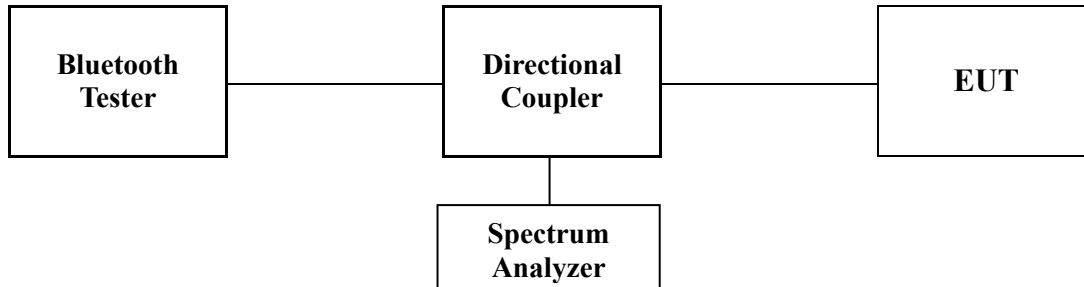 Bluetooth
Tester
Directional
Coupler
EUT
Spectrum
Analyzer